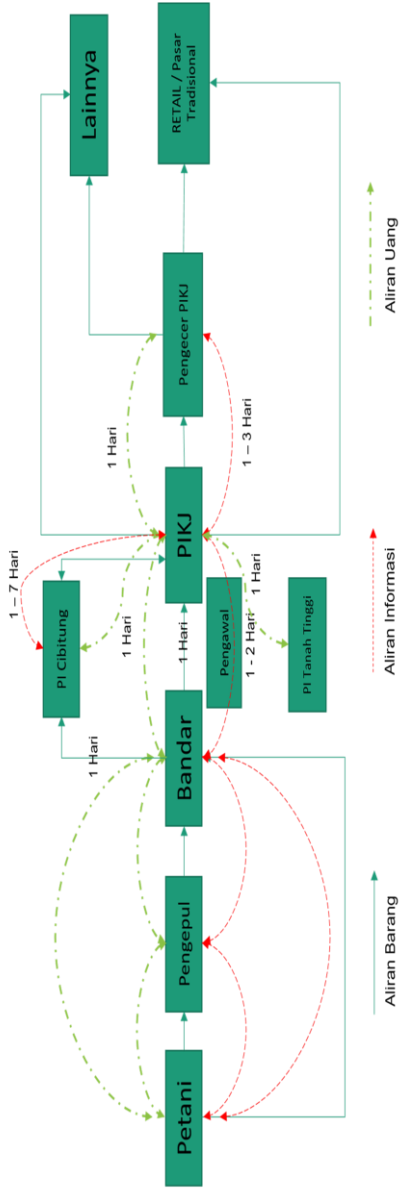 Lainnya
RETAIL / Pasar
Tradisional
Pengecer PIKJ
1 Hari
1 – 3 Hari
PIKJ
1 – 7 Hari
PI Cibitung
1 Hari
1 Hari
1 Hari
Pengawal
1 - 2 Hari
1 Hari
PI Tanah Tinggi
Bandar
Pengepul
Petani
Aliran Barang
Aliran Informasi
Aliran Uang